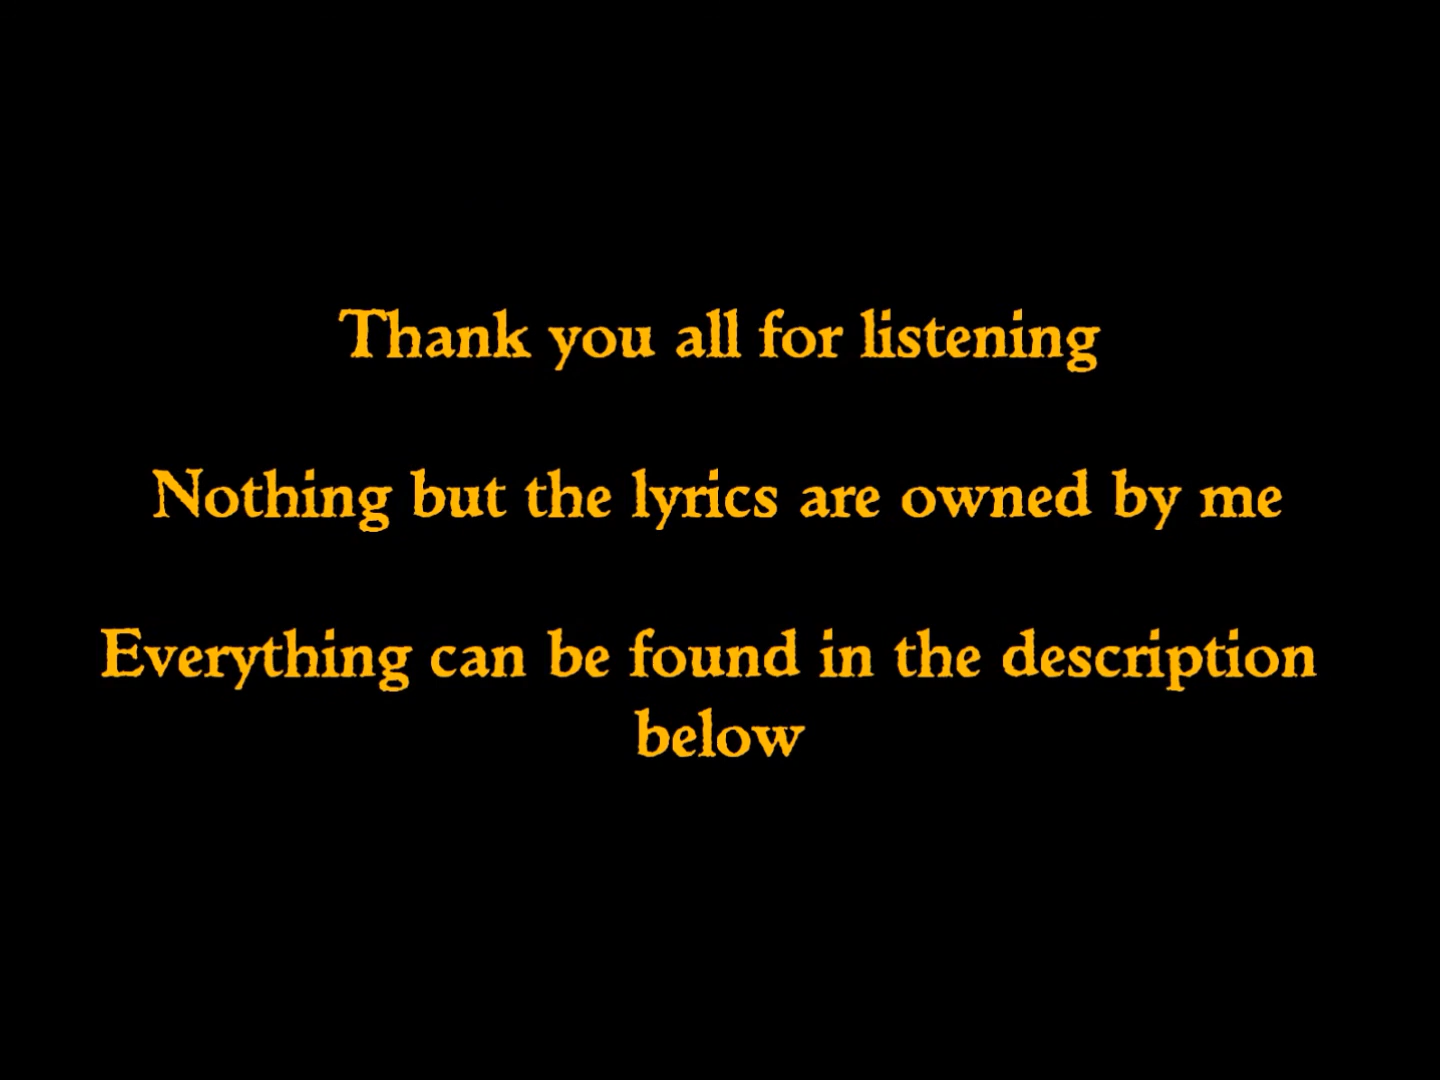 Thank you all for listening
Nothing but the lyrics are owned by me
Everything can be found in the description
below